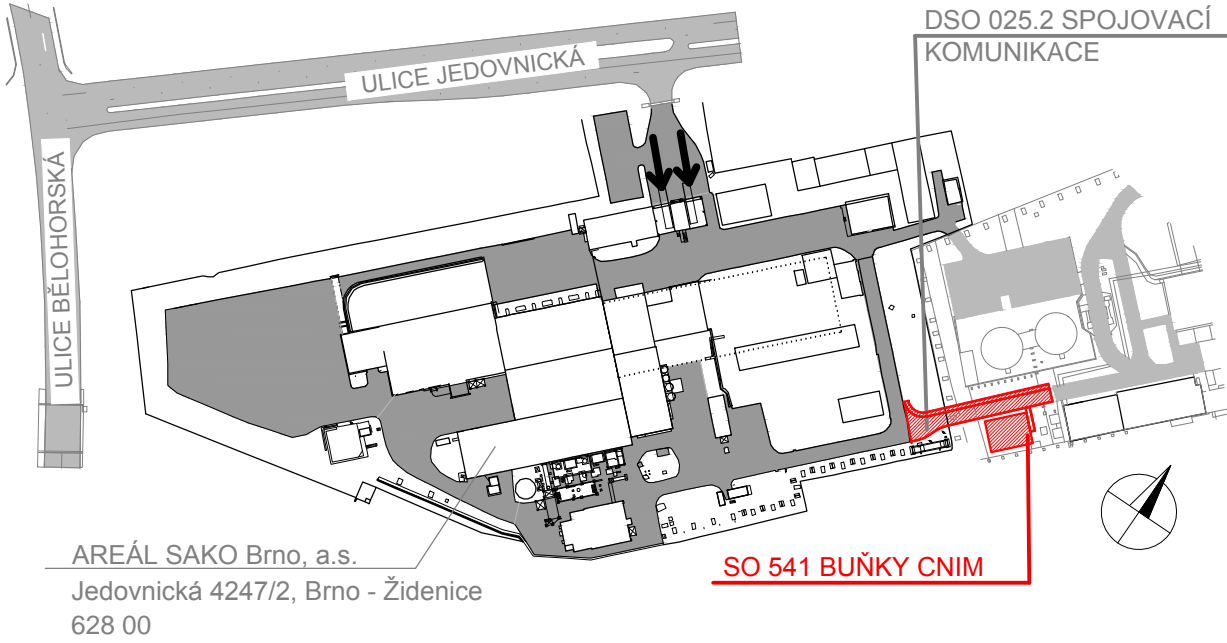 DSO 025.2 SPOJOVACÍ
KOMUNIKACE
ULICE JEDOVNICKÁ
ULICE BĚLOHORSKÁ
AREÁL SAKO Brno, a.s.
Jedovnická 4247/2, Brno - Židenice
628 00
SO 541 BUŇKY CNIM